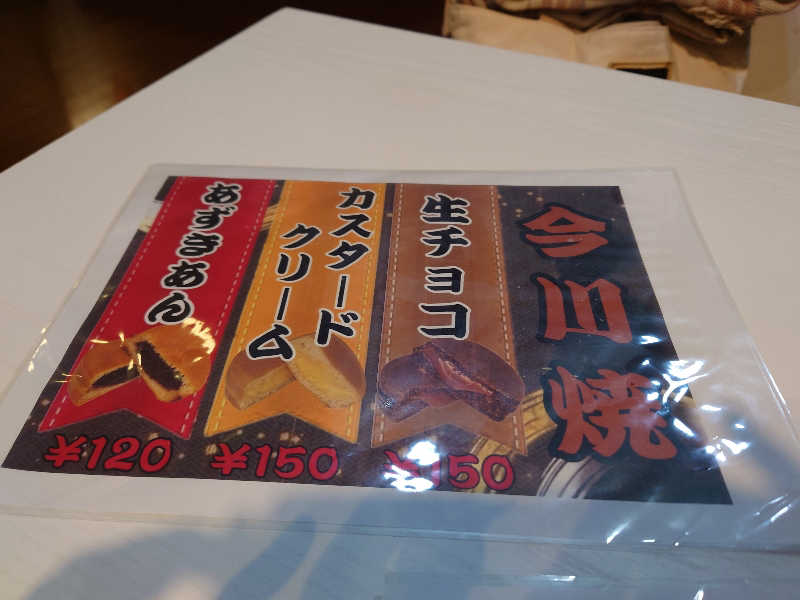 今川焼
生チョコ
¥150
カスタード
クリーム
¥150
あずきあん
¥120